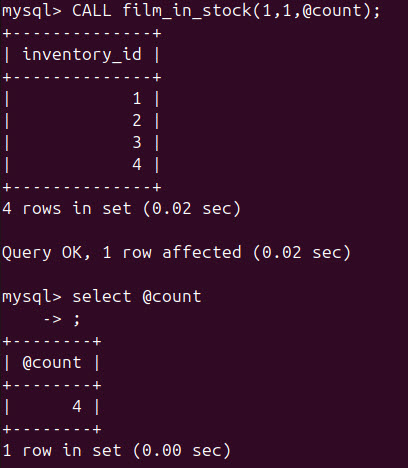 mysql> CALL film_in_stock(1,1,@count);
+--------------+
| inventory_id |
+--------------+
|            1 |
|            2 |
|            3 |
|            4 |
+--------------+
4 rows in set (0.02 sec)

Query OK, 1 row affected (0.02 sec)

mysql> select @count
    -> ;
+--------+
| @count |
+--------+
|      4 |
+--------+
1 row in set (0.00 sec)